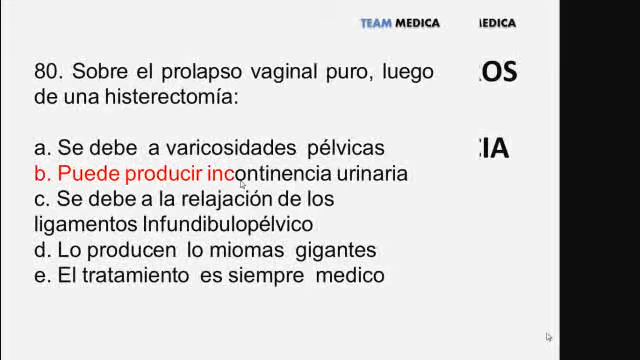 TEAM MEDICA
MEDICA
80. Sobre el prolapso vaginal puro, luego
de una histerectomía:
a. Se debe a varicosidades pélvicas
b. Puede producir incontinencia urinaria
c. Se debe a la relajación de los
ligamentos Infundibulopélvico
d. Lo producen lo miomas gigantes
e. El tratamiento es siempre medico